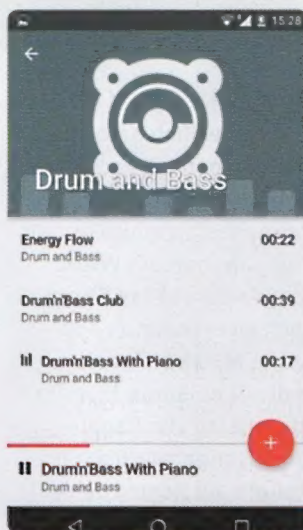 15:28
Drum and Bass
Energy Flow 00:22
Drum and Bass
Drum'n'Bass Club 00:39
Drum and Bass
Drum'n'Bass With Piano 00:17
Drum and Bass
Drum'n'Bass With Piano
Drum and Bass